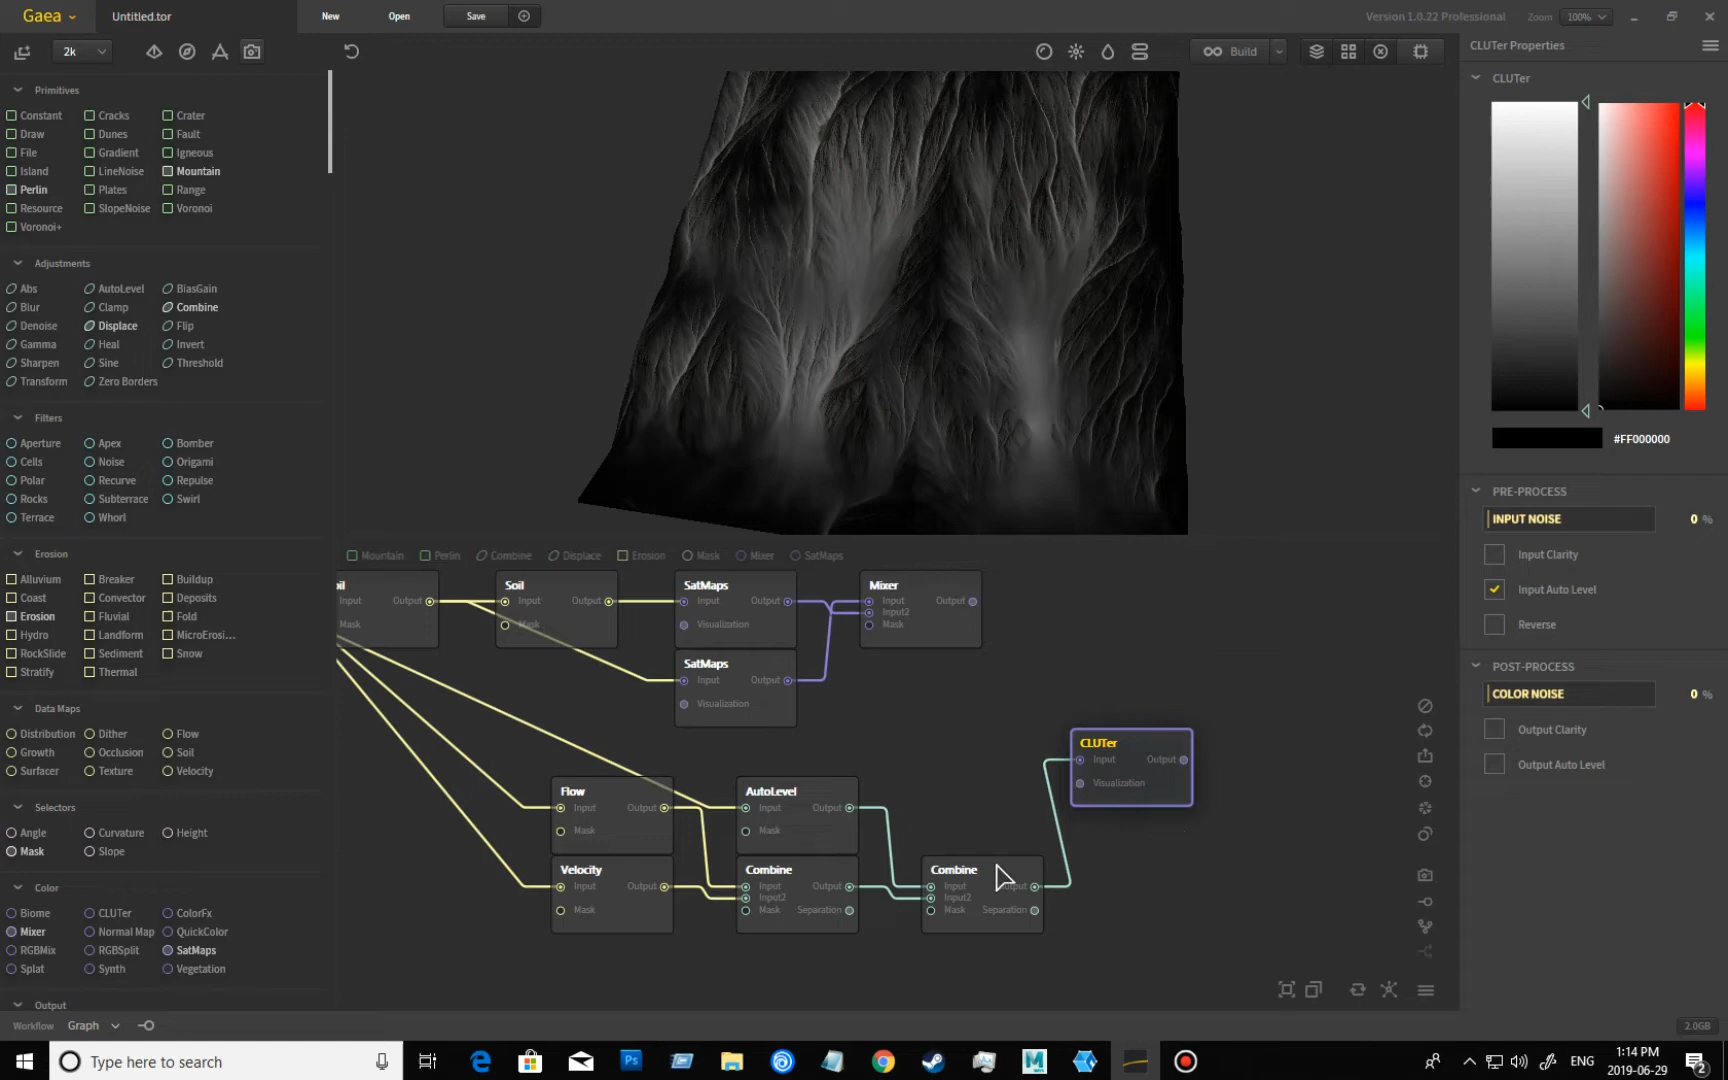 Gaea
Untitled.tor
New
Open
Save
Version 1.0.22 Professional
Zoom
100%
2k
Build
CLUTer Properties
CLUTer
#FF000000
PRE-PROCESS
INPUT NOISE
0 %
Input Clarity
Input Auto Level
Reverse
POST-PROCESS
COLOR NOISE
0 %
Output Clarity
Output Auto Level
Primitives
Constant Cracks Crater
Draw Dunes Fault
File Gradient Igneous
Island LineNoise Mountain
Perlin Plates Range
Resource SlopeNoise Voronoi
Voronoi+
Adjustments
Abs AutoLevel BiasGain
Blur Clamp Combine
Denoise Displace Flip
Gamma Heal Invert
Sharpen Sine Threshold
Transform Zero Borders
Filters
Aperture Apex Bomber
Cells Noise Origami
Polar Recurve Repulse
Rocks Subterrace Swirl
Terrace Whorl
Erosion
Alluvium Breaker Buildup
Coast Convector Deposits
Erosion Fluvial Fold
Hydro Landform MicroErosi...
RockSlide Sediment Snow
Stratify Thermal
Data Maps
Distribution Dither Flow
Growth Occlusion Soil
Surfacer Texture Velocity
Selectors
Angle Curvature Height
Mask Slope
Color
Biome CLUTer ColorFx
Mixer Normal Map QuickColor
RGBMix RGBSplit SatMaps
Splat Synth Vegetation
Output
Mountain Perlin Combine Displace Erosion Mask Mixer SatMaps
oil
Input Output
Mask
Soil
Input Output
Mask
SatMaps
Input Output
Visualization
Mixer
Input Output
Input2
Mask
SatMaps
Input Output
Visualization
CLUTer
Input Output
Visualization
Flow
Input Output
Mask
AutoLevel
Input Output
Mask
Velocity
Input Output
Mask
Combine
Input Output
Input2
Mask Separation
Combine
Input Output
Input2
Mask Separation
Workflow Graph
2.0GB
Type here to search
Ps
M
ENG
1:14 PM
2019-06-29
2